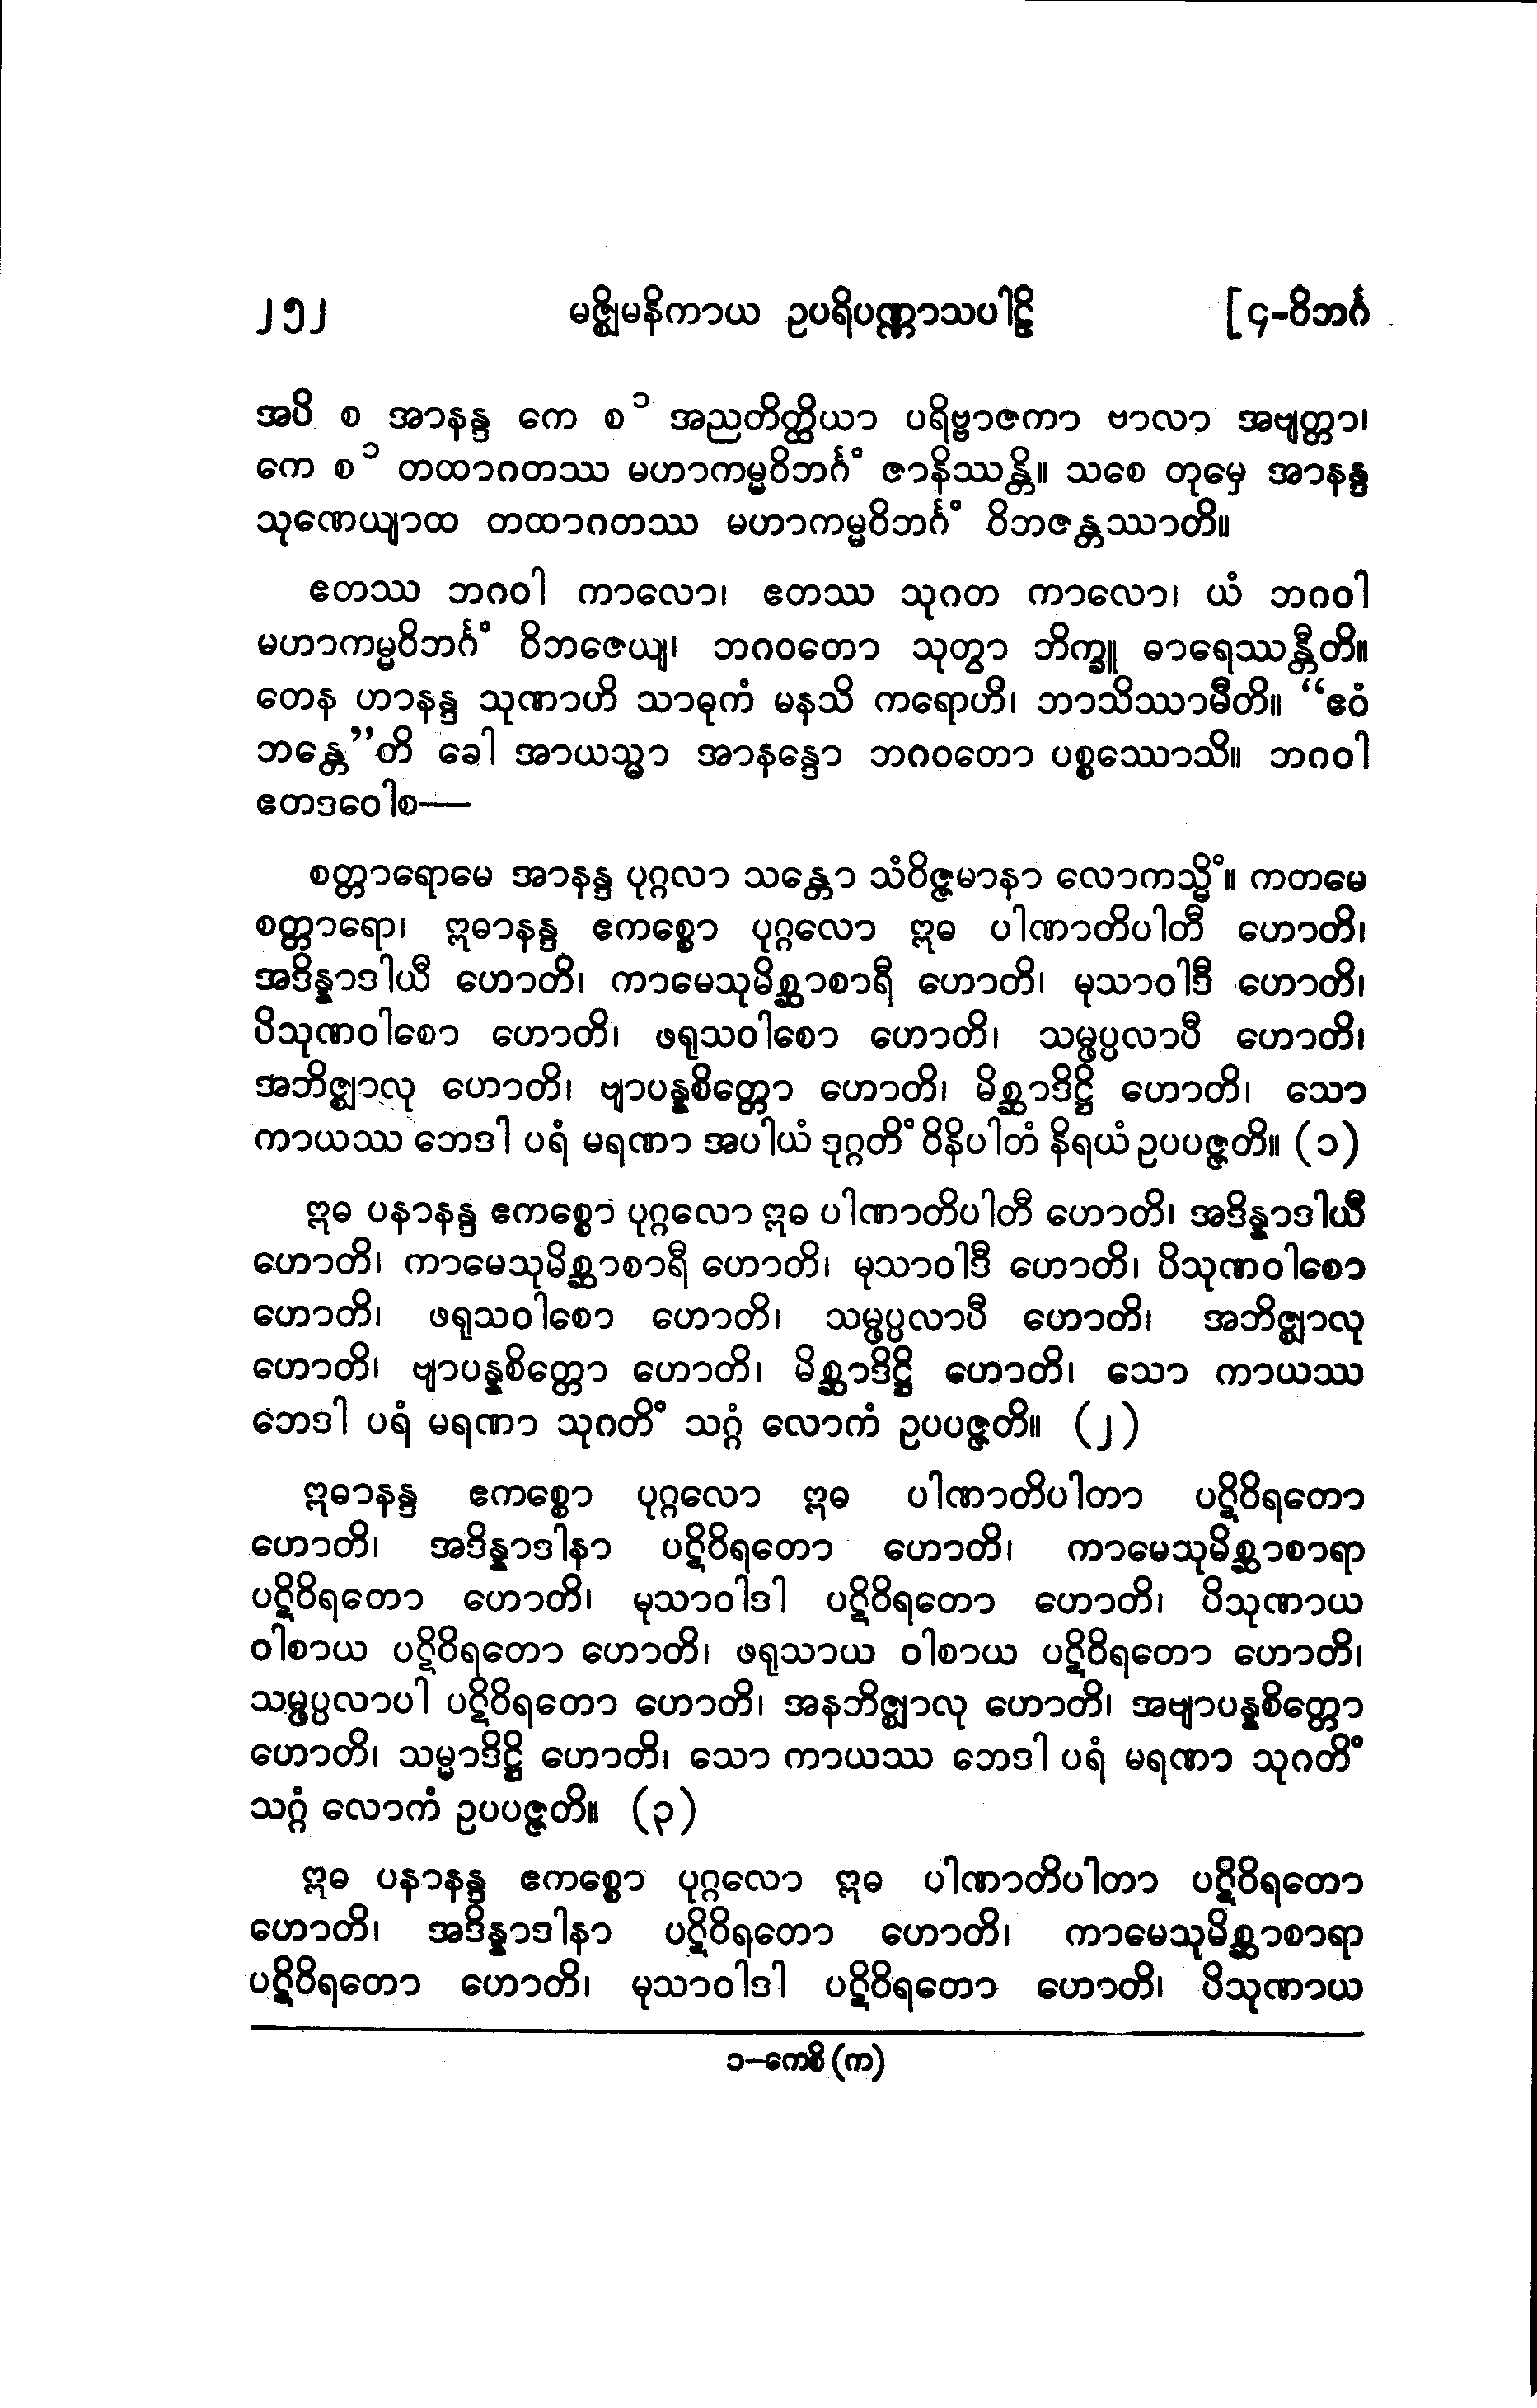 ၂၅၂ မဇ္ဈိမနိကာယ ဥပရိပဏ္ဏာသပါဠိ [၄-ဝိဘင်္ဂ
အပိ စ အာနန္ဒ ကေ စ ၁ အညတိတ္ထိယာ ပရိဗ္ဗာဇကာ ဗာလာ အဗျတ္တာ၊
ကေ စ ၁ တထာဂတဿ မဟာကမ္မဝိဘင်္ဂံ ဇာနိဿန္တိ။ သစေ တုမှေ အာနန္ဒ
သုဏေယျာထ တထာဂတဿ မဟာကမ္မဝိဘင်္ဂံ ဝိဘဇန္တဿာတိ။
ဧတဿ ဘဂဝါ ကာလော၊ ဧတဿ သုဂတ ကာလော၊ ယံ ဘဂဝါ
မဟာကမ္မဝိဘင်္ဂံ ဝိဘဇေယျ၊ ဘဂဝတော သုတွာ ဘိက္ခူ ဓာရေဿန္တီတိ။
တေန ဟာနန္ဒ သုဏာဟိ သာဓုကံ မနသိ ကရောဟိ၊ ဘာသိဿာမီတိ။ “ဧဝံ
ဘန္တေ”တိ ခေါ အာယသ္မာ အာနန္ဒော ဘဂဝတော ပစ္စဿောသိ။ ဘဂဝါ
ဧတဒဝေါစ—
စတ္တာရောမေ အာနန္ဒ ပုဂ္ဂလာ သန္တော သံဝိဇ္ဇမာနာ လောကသ္မိံ။ ကတမေ
စတ္တာရော၊ ဣဓာနန္ဒ ဧကစ္စော ပုဂ္ဂလော ဣဓ ပါဏာတိပါတီ ဟောတိ၊
အဒိန္နာဒါယီ ဟောတိ၊ ကာမေသုမိစ္ဆာစာရီ ဟောတိ၊ မုသာဝါဒီ ဟောတိ၊
ပိသုဏဝါစော ဟောတိ၊ ဖရုသဝါစော ဟောတိ၊ သမ္ဖပ္ပလာပီ ဟောတိ၊
အဘိဇ္ဈာလု ဟောတိ၊ ဗျာပန္နစိတ္တော ဟောတိ၊ မိစ္ဆာဒိဋ္ဌိ ဟောတိ၊ သော
ကာယဿ ဘေဒါ ပရံ မရဏာ အပါယံ ဒုဂ္ဂတိံ ဝိနိပါတံ နိရယံ ဥပပဇ္ဇတိ။ (၁)
ဣဓ ပနာနန္ဒ ဧကစ္စော ပုဂ္ဂလော ဣဓ ပါဏာတိပါတီ ဟောတိ၊ အဒိန္နာဒါယီ
ဟောတိ၊ ကာမေသုမိစ္ဆာစာရီ ဟောတိ၊ မုသာဝါဒီ ဟောတိ၊ ပိသုဏဝါစော
ဟောတိ၊ ဖရုသဝါစော ဟောတိ၊ သမ္ဖပ္ပလာပီ ဟောတိ၊ အဘိဇ္ဈာလု
ဟောတိ၊ ဗျာပန္နစိတ္တော ဟောတိ၊ မိစ္ဆာဒိဋ္ဌိ ဟောတိ၊ သော ကာယဿ
ဘေဒါ ပရံ မရဏာ သုဂတိံ သဂ္ဂံ လောကံ ဥပပဇ္ဇတိ။ (၂)
ဣဓာနန္ဒ ဧကစ္စော ပုဂ္ဂလော ဣဓ ပါဏာတိပါတာ ပဋိဝိရတော
ဟောတိ၊ အဒိန္နာဒါနာ ပဋိဝိရတော ဟောတိ၊ ကာမေသုမိစ္ဆာစာရာ
ပဋိဝိရတော ဟောတိ၊ မုသာဝါဒါ ပဋိဝိရတော ဟောတိ၊ ပိသုဏာယ
ဝါစာယ ပဋိဝိရတော ဟောတိ၊ ဖရုသာယ ဝါစာယ ပဋိဝိရတော ဟောတိ၊
သမ္ဖပ္ပလာပါ ပဋိဝိရတော ဟောတိ၊ အနဘိဇ္ဈာလု ဟောတိ၊ အဗျာပန္နစိတ္တော
ဟောတိ၊ သမ္မာဒိဋ္ဌိ ဟောတိ၊ သော ကာယဿ ဘေဒါ ပရံ မရဏာ သုဂတိံ
သဂ္ဂံ လောကံ ဥပပဇ္ဇတိ။ (၃)
ဣဓ ပနာနန္ဒ ဧကစ္စော ပုဂ္ဂလော ဣဓ ပါဏာတိပါတာ ပဋိဝိရတော
ဟောတိ၊ အဒိန္နာဒါနာ ပဋိဝိရတော ဟောတိ၊ ကာမေသုမိစ္ဆာစာရာ
ပဋိဝိရတော ဟောတိ၊ မုသာဝါဒါ ပဋိဝိရတော ဟောတိ၊ ပိသုဏာယ
၁-ကေစိ (က)